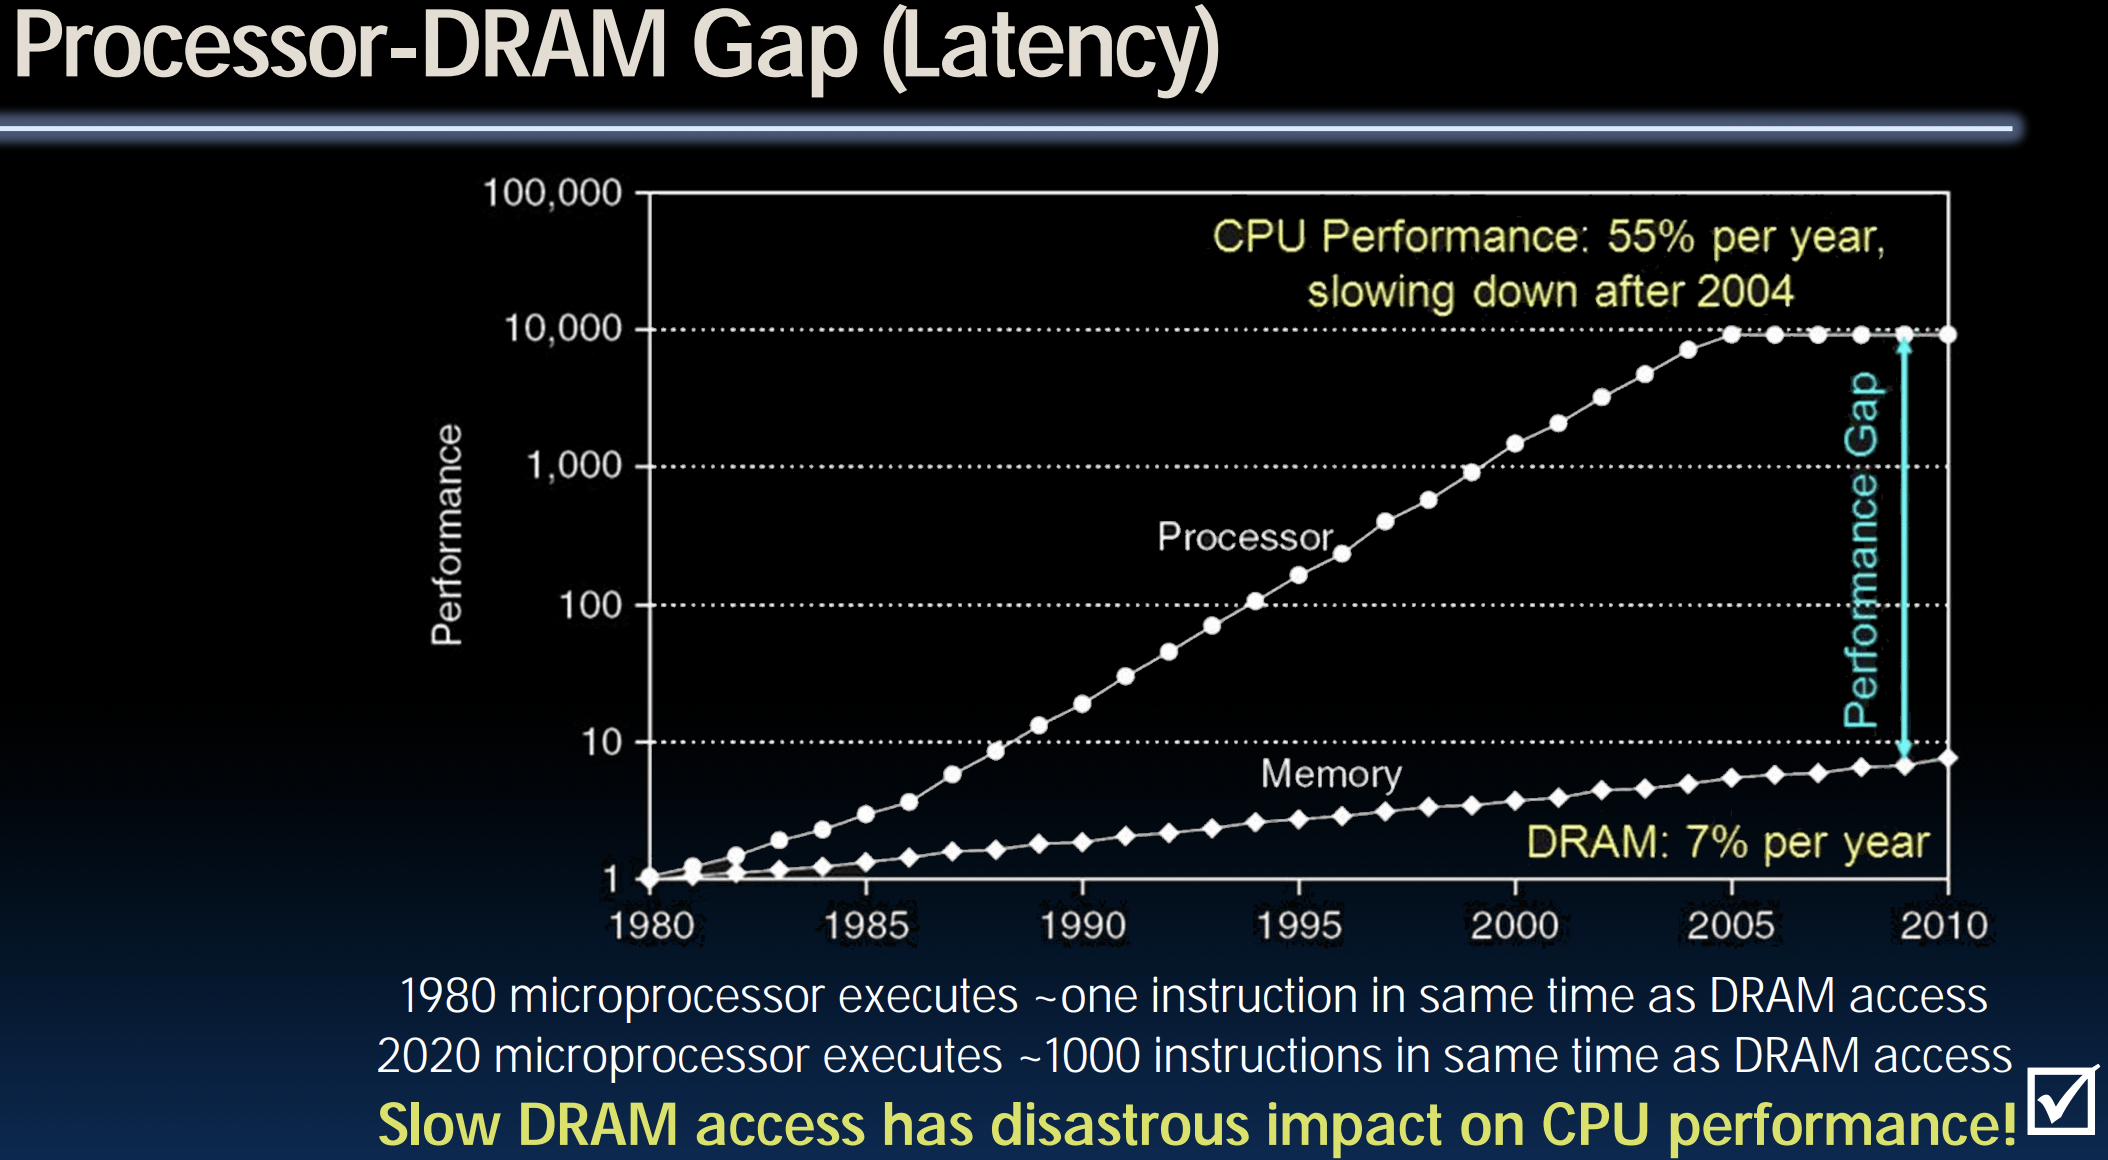 Processor-DRAM Gap (Latency)
100,000
CPU Performance: 55% per year,
slowing down after 2004
10,000
1,000
100
10
1
Performance
Processor
Memory
Performance Gap
DRAM: 7% per year
1980 1985 1990 1995 2000 2005 2010
1980 microprocessor executes ~one instruction in same time as DRAM access
2020 microprocessor executes ~1000 instructions in same time as DRAM access
Slow DRAM access has disastrous impact on CPU performance!